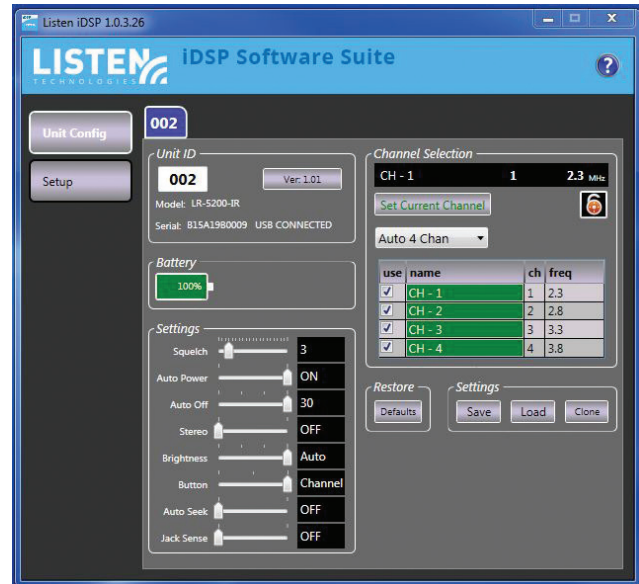 Listen iDSP 1.0.3.26
LISTEN
TECHNOLOGIES
iDSP Software Suite
?
Unit Config
Setup
002
Unit ID
002
Ver: 1.01
Model: LR-5200-IR
Serial: B15A1980009 USB CONNECTED
Battery
100%
Settings
Squelch 3
Auto Power ON
Auto Off 30
Stereo OFF
Brightness Auto
Button Channel
Auto Seek OFF
Jack Sense OFF
Channel Selection
CH - 1 1 2.3 MHz
Set Current Channel
Auto 4 Chan
use name ch freq
CH - 1 1 2.3
CH - 2 2 2.8
CH - 3 3 3.3
CH - 4 4 3.8
Restore
Defaults
Settings
Save Load Clone